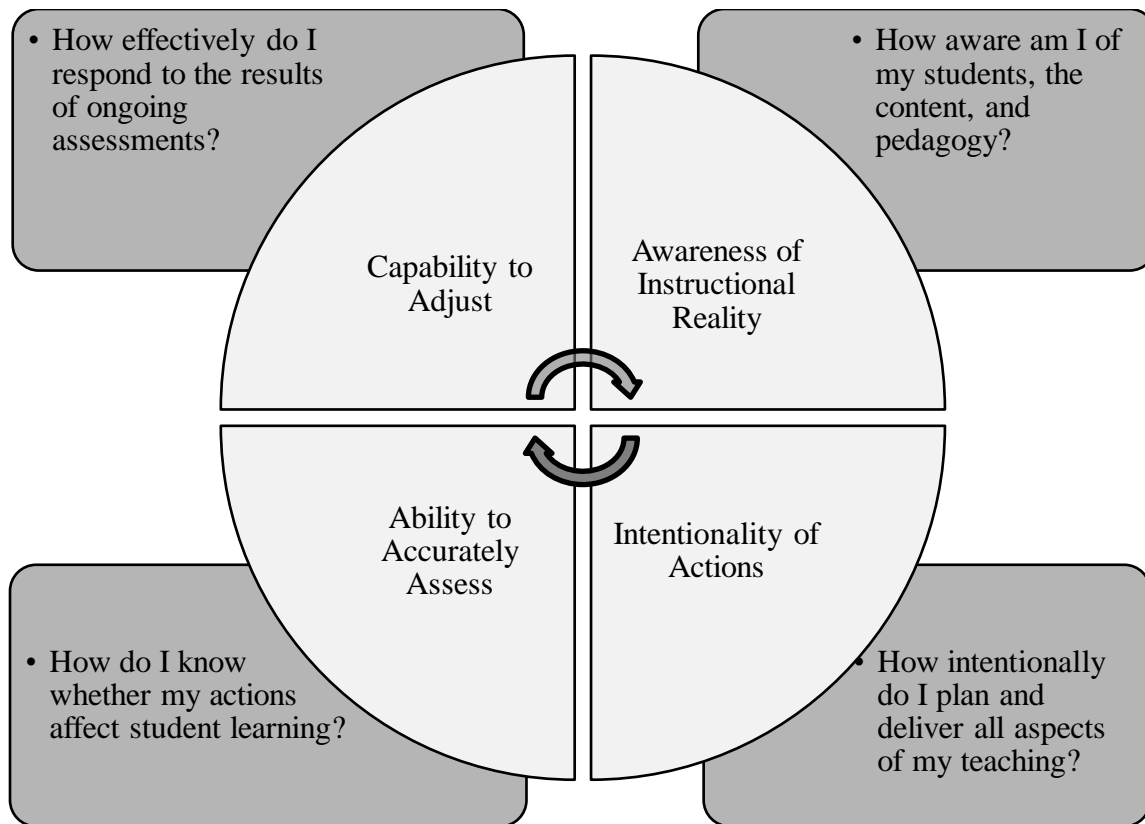 • How effectively do I
respond to the results
of ongoing
assessments?
• How aware am I of
my students, the
content, and
pedagogy?
Capability to
Adjust
Awareness of
Instructional
Reality
Ability to
Accurately
Assess
Intentionality of
Actions
• How do I know
whether my actions
affect student learning?
• How intentionally
do I plan and
deliver all aspects
of my teaching?